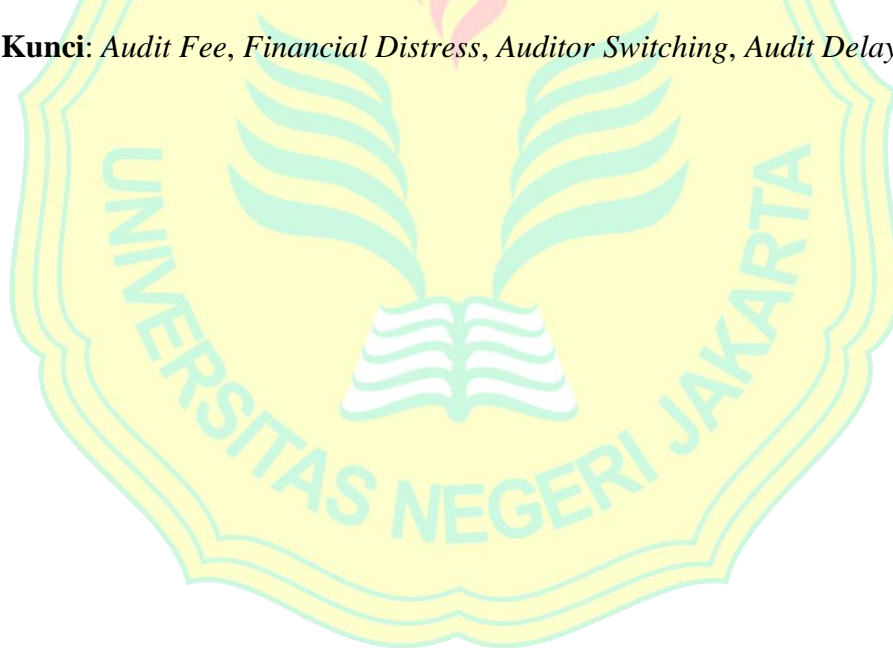 Kunci: Audit Fee, Financial Distress, Auditor Switching, Audit Delay
UNIVERSITAS NEGERI JAKARTA